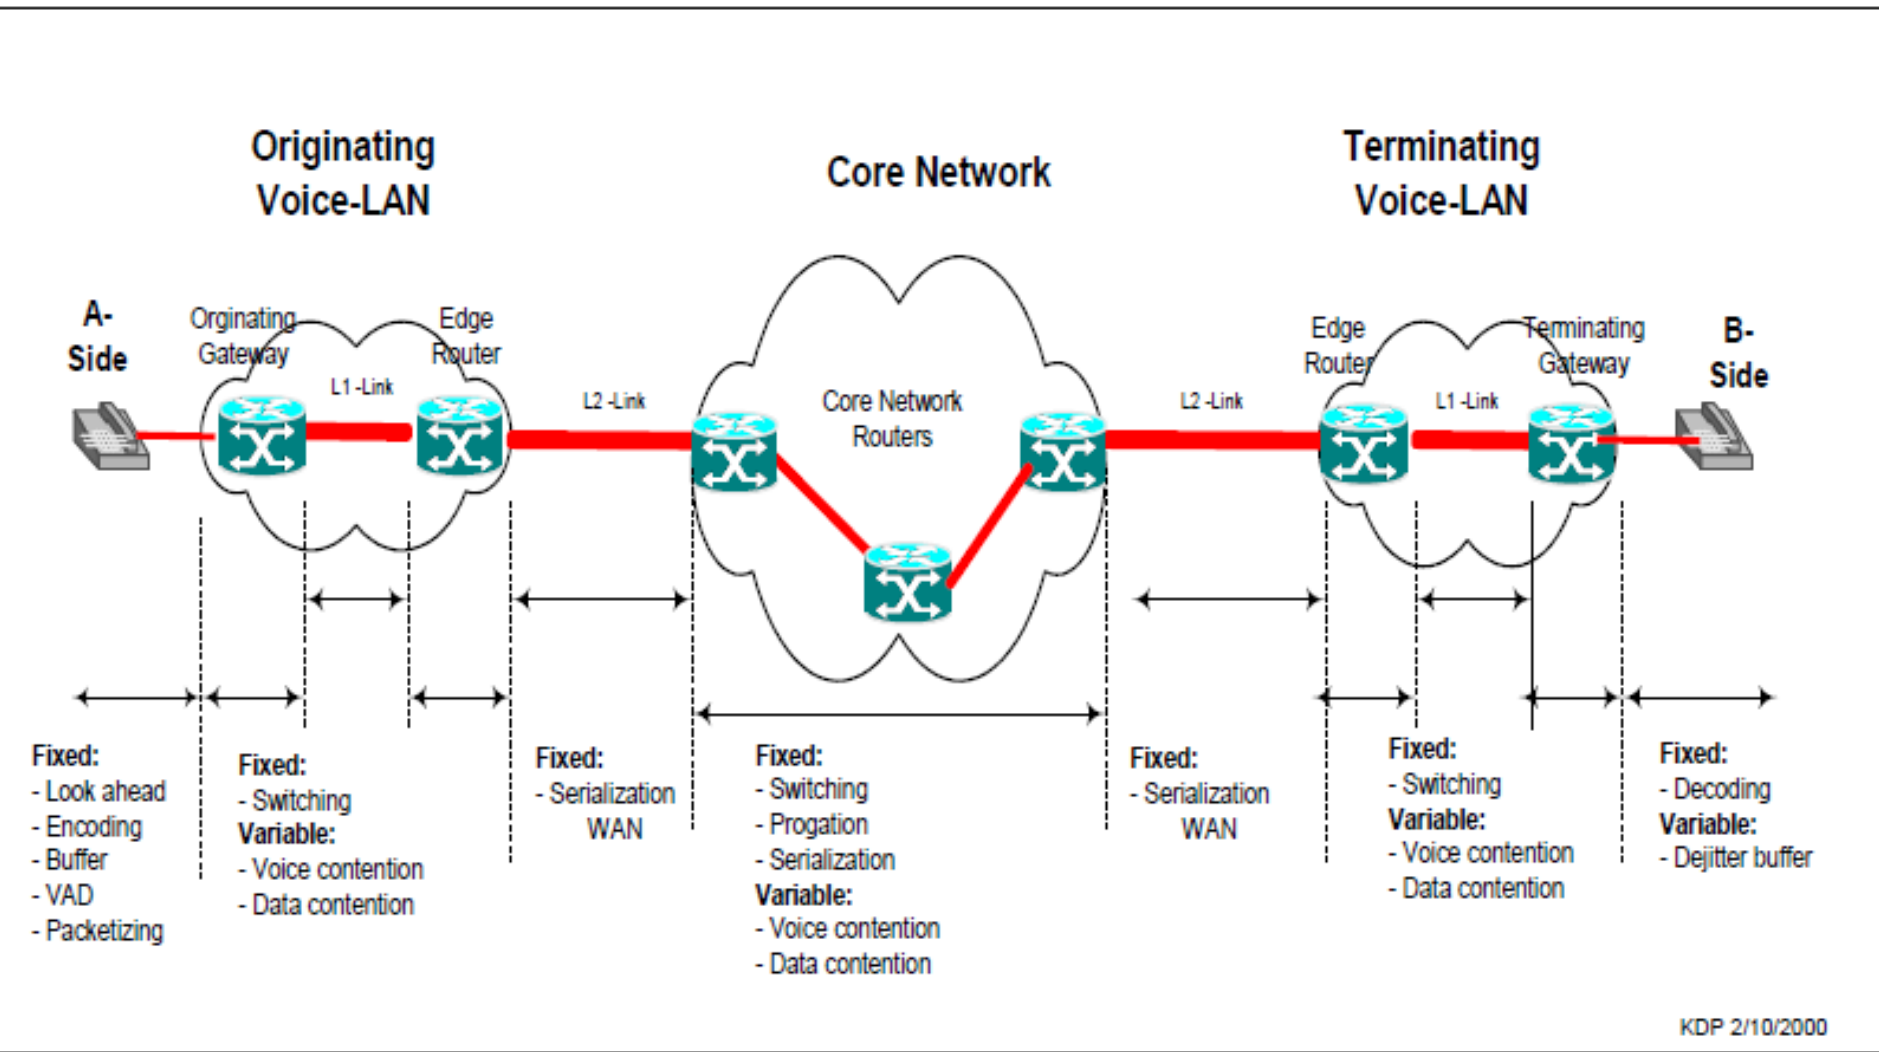 Originating
Voice-LAN
Core Network
Terminating
Voice-LAN
A-
Side
Orginating
Gateway
L1 -Link
Edge
Router
L2 -Link
Core Network
Routers
L2 -Link
Edge
Router
L1 -Link
Terminating
Gateway
B-
Side
Fixed:
- Look ahead
- Encoding
- Buffer
- VAD
- Packetizing
Fixed:
- Switching
Variable:
- Voice contention
- Data contention
Fixed:
- Serialization
WAN
Fixed:
- Switching
- Progation
- Serialization
Variable:
- Voice contention
- Data contention
Fixed:
- Serialization
WAN
Fixed:
- Switching
Variable:
- Voice contention
- Data contention
Fixed:
- Decoding
Variable:
- Dejitter buffer
KDP 2/10/2000